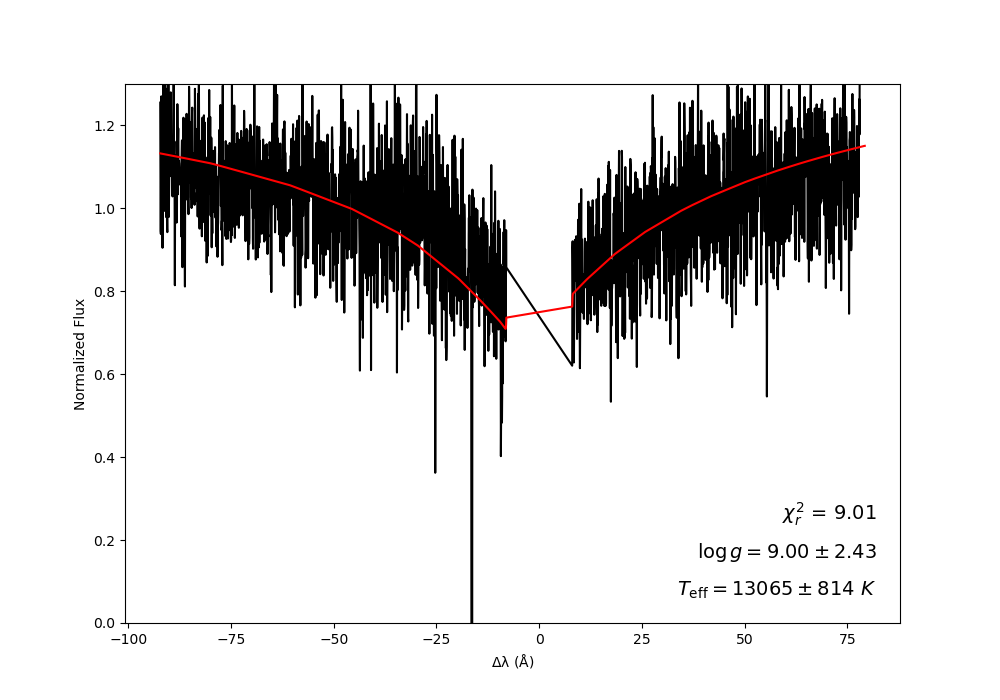 1.2
1.0
0.8
0.6
0.4
0.2
0.0
Normalized Flux
χ²ᵣ = 9.01
log g = 9.00 ± 2.43
T_eff = 13065 ± 814 K
−100 −75 −50 −25 0 25 50 75
Δλ (Å)